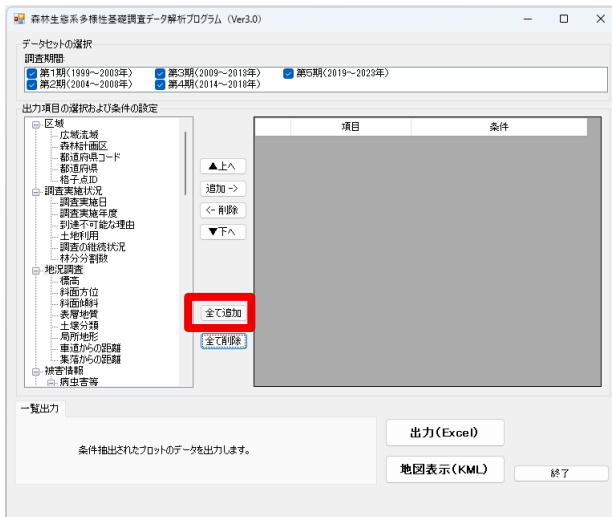 森林生態系多様性基礎調査データ解析プログラム (Ver3.0)
データセットの選択
調査期間
第1期(1999～2003年) 第3期(2009～2013年) 第5期(2019～2023年)
第2期(2004～2008年) 第4期(2014～2018年)
出力項目の選択および条件の設定
区域
広域流域
森林計画区
都道府県コード
都道府県
格子点ID
調査実施状況
調査実施日
調査実施年度
到達不可能な理由
土地利用
調査の継続状況
林分分割数
地況調査
標高
斜面方位
斜面傾斜
表層地質
土壌分類
局所地形
車道からの距離
集落からの距離
被害情報
病虫害等
▲上へ
追加 ->
<- 削除
▼下へ
全て追加
全て削除
項目 条件
一覧出力
条件抽出されたプロットのデータを出力します。
出力(Excel)
地図表示(KML)
終了